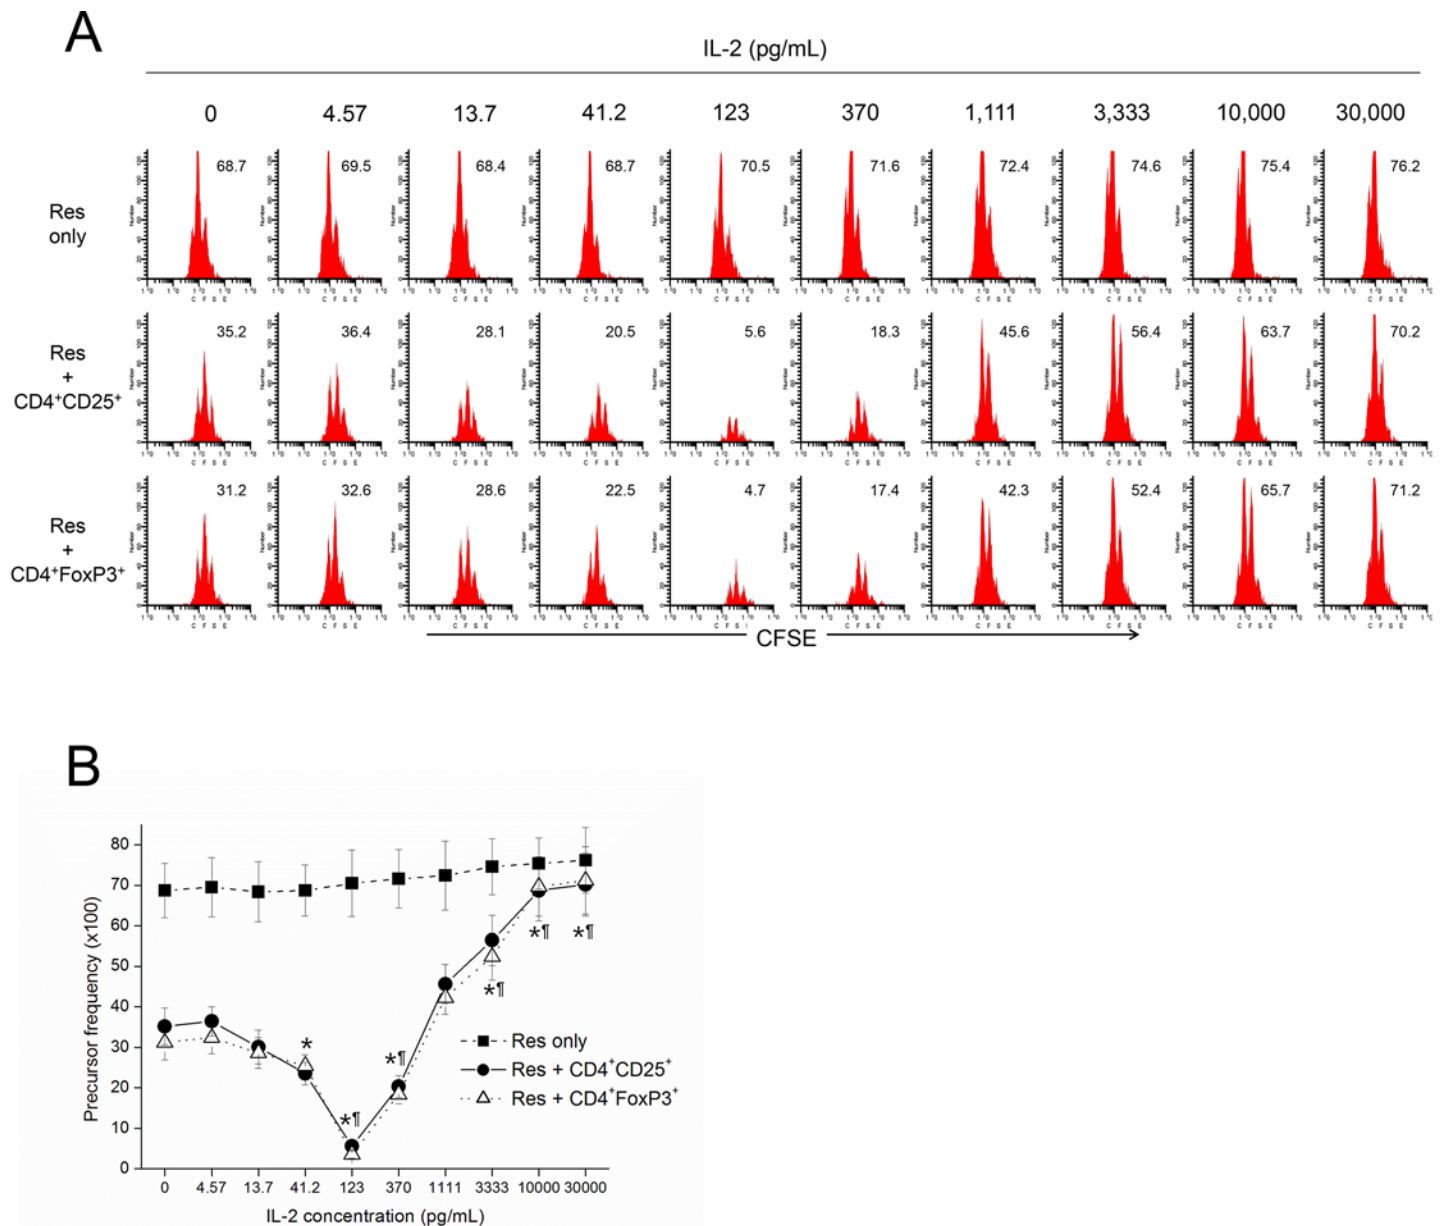 A
IL-2 (pg/mL)
0 4.57 13.7 41.2 123 370 1,111 3,333 10,000 30,000
Res
only
68.7 69.5 68.4 68.7 70.5 71.6 72.4 74.6 75.4 76.2
Res
+
CD4⁺CD25⁺
35.2 36.4 28.1 20.5 5.6 18.3 45.6 56.4 63.7 70.2
Res
+
CD4⁺FoxP3⁺
31.2 32.6 28.6 22.5 4.7 17.4 42.3 52.4 65.7 71.2
CFSE
B
Precursor frequency (x100)
80
70
60
50
40
30
20
10
0
*¶ *¶
*¶
*
*¶
*¶
Res only
Res + CD4⁺CD25⁺
Res + CD4⁺FoxP3⁺
0 4.57 13.7 41.2 123 370 1111 3333 10000 30000
IL-2 concentration (pg/mL)